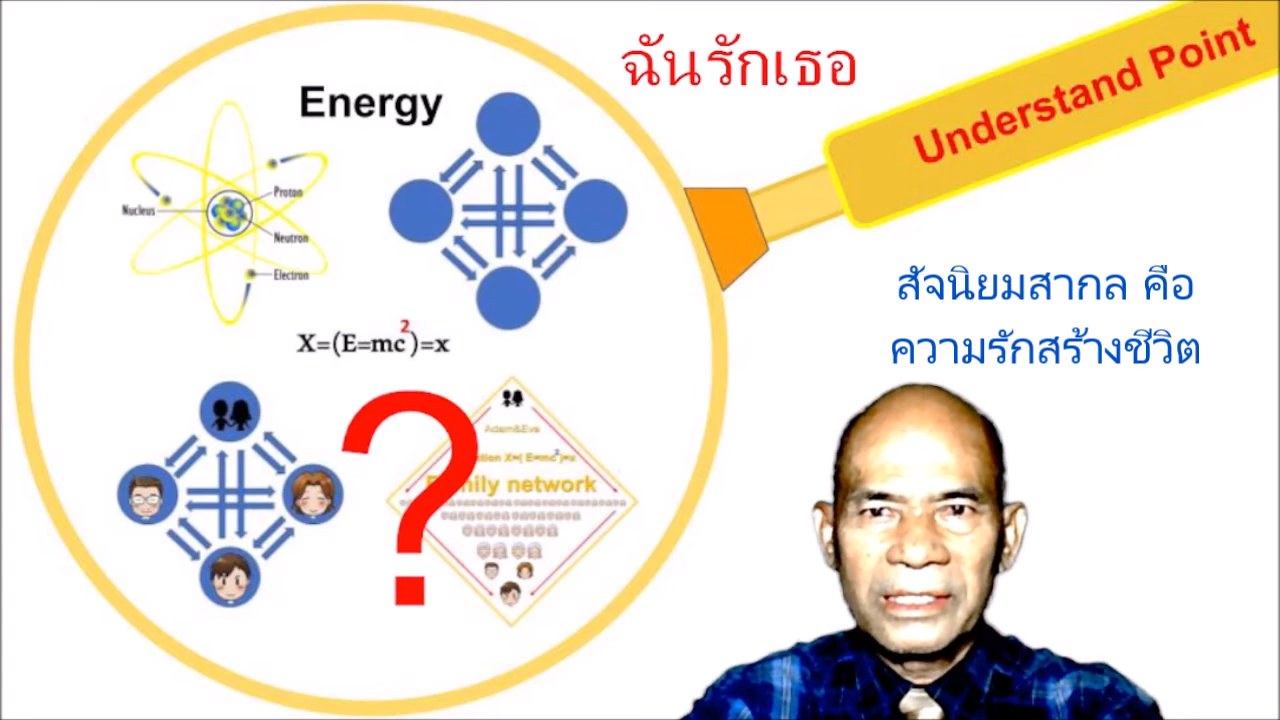 ฉันรักเธอ
Understand Point
Energy
Proton
Nucleus
Neutron
Electron
X=(E=mc²)=x
สัจนิยมสากล คือ
ความรักสร้างชีวิต
Adam&Eve
X=( E=mc²)=x
network